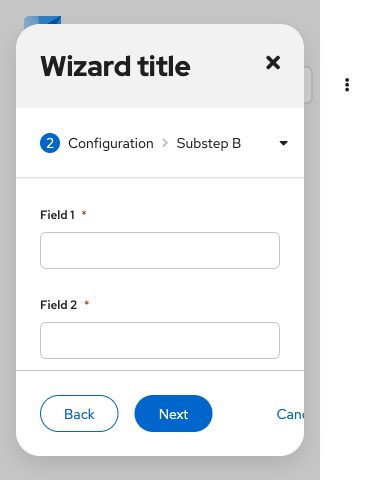 Wizard title
2 Configuration > Substep B
Field 1 *
Field 2 *
Back Next